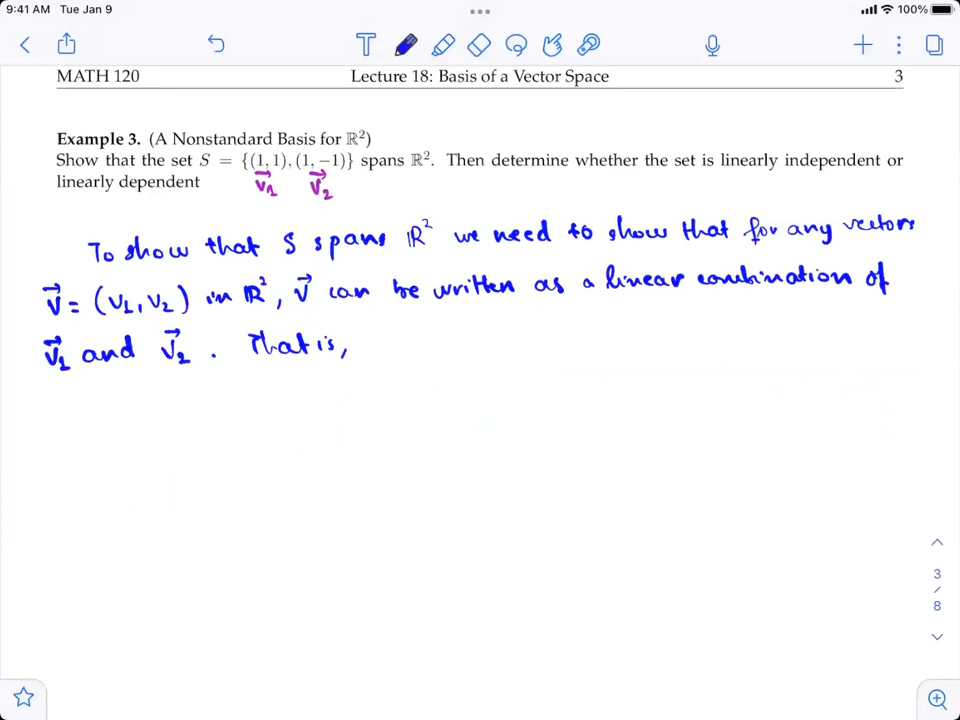 9:41 AM Tue Jan 9 100%
MATH 120 Lecture 18: Basis of a Vector Space 3
Example 3. (A Nonstandard Basis for ℝ²)
Show that the set S = {(1, 1), (1, −1)} spans ℝ². Then determine whether the set is linearly independent or
linearly dependent
v⃗₁ v⃗₂
To show that S spans ℝ² we need to show that for any vectors
v⃗ = (v₁, v₂) in ℝ², v⃗ can be written as a linear combination of
v⃗₁ and v⃗₂. That is,
3
/
8